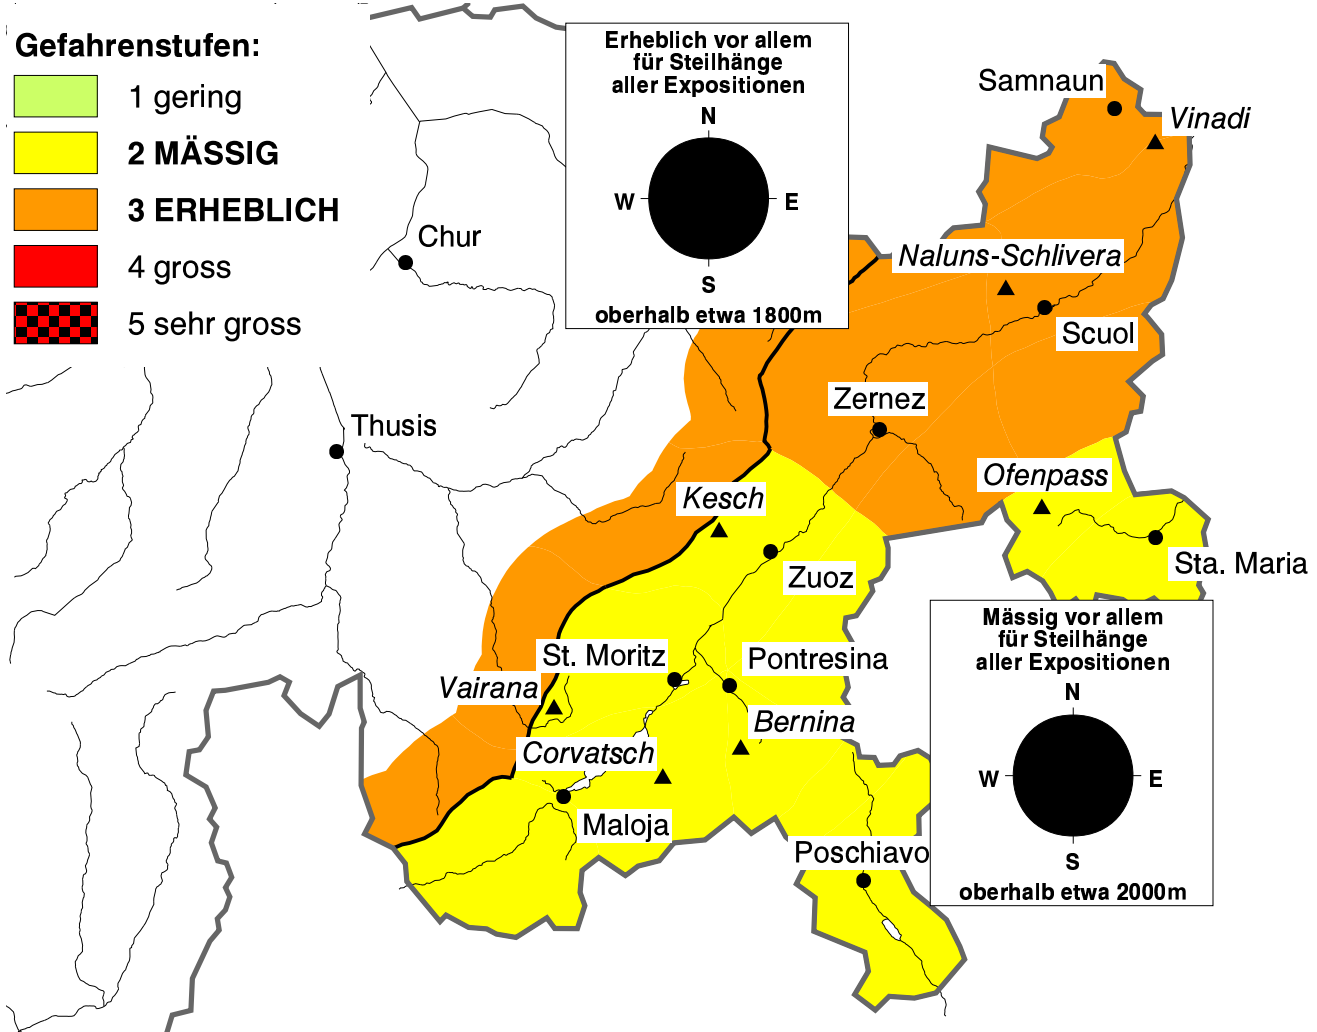 Gefahrenstufen:
1 gering
2 MÄSSIG
3 ERHEBLICH
4 gross
5 sehr gross
Erheblich vor allem
für Steilhänge
aller Expositionen
N
W
E
S
oberhalb etwa 1800m
Samnaun
Vinadi
Chur
Naluns-Schlivera
Scuol
Zernez
Thusis
Ofenpass
Kesch
Sta. Maria
Zuoz
St. Moritz
Pontresina
Vairana
Bernina
Corvatsch
Maloja
Poschiavo
Mässig vor allem
für Steilhänge
aller Expositionen
N
W
E
S
oberhalb etwa 2000m